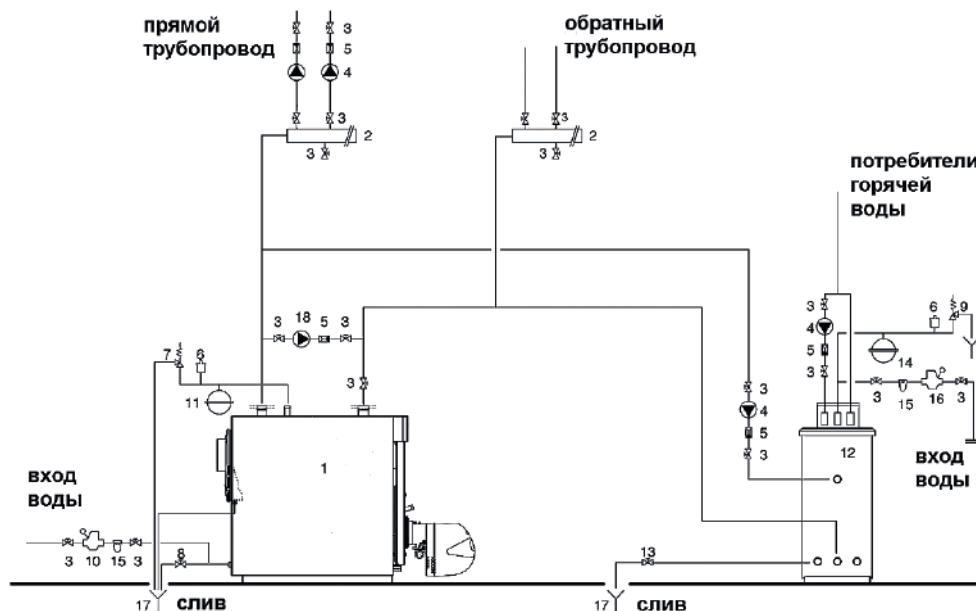 прямой
трубопровод
обратный
трубопровод
3 3
5
4
3
2
3
3
2
3
потребители
горячей
воды
3 18 5 3
3
7 6
11
3
4
5
3
3
4
5
3
6 9
14
3 15 16 3
1
12
вход
воды
вход
воды
3 10 15 3
8
13
17 слив
17 слив